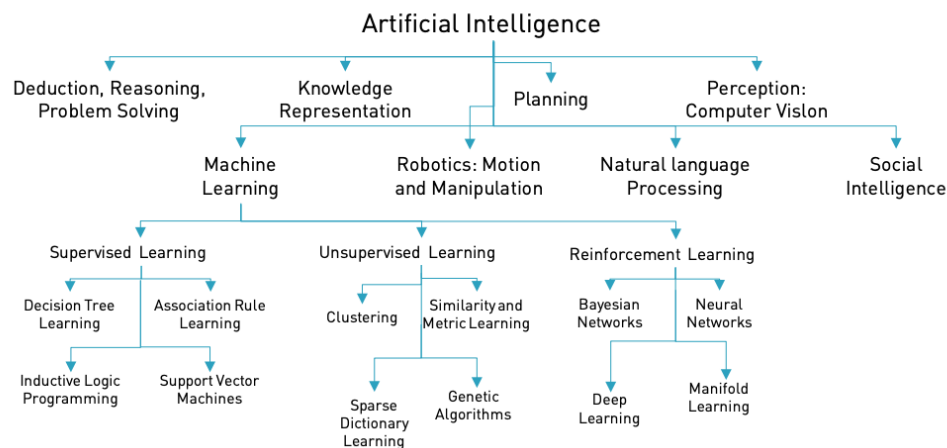 Artificial Intelligence
Deduction, Reasoning,
Problem Solving
Knowledge
Representation
Planning
Perception:
Computer Vislon
Machine
Learning
Robotics: Motion
and Manipulation
Natural language
Processing
Social
Intelligence
Supervised Learning
Unsupervised Learning
Reinforcement Learning
Decision Tree
Learning
Association Rule
Learning
Clustering
Similarity and
Metric Learning
Bayesian
Networks
Neural
Networks
Inductive Logic
Programming
Support Vector
Machines
Sparse
Dictionary
Learning
Genetic
Algorithms
Deep
Learning
Manifold
Learning